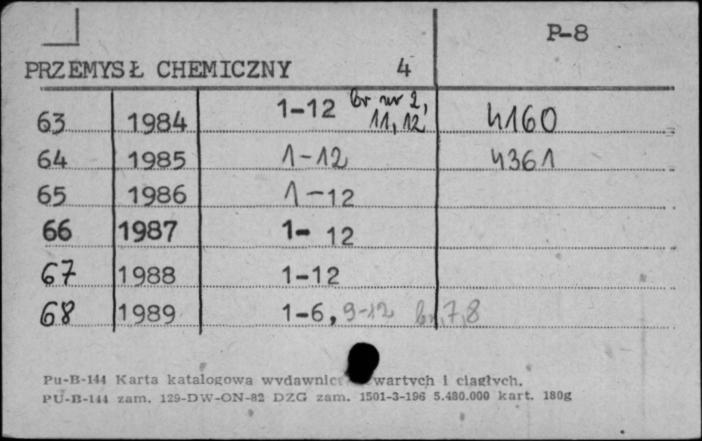 P-8
PRZEMYSŁ CHEMICZNY 4
63 1984 1-12 br nr 2, 11, 12 4160
64 1985 1-12 4361
65 1986 1-12
66 1987 1- 12
67 1988 1-12
68 1989 1-6, 9-12 br. 7, 8
Pu-B-144 Karta katalogowa wydawnic wartych i ciągłych.
PU-B-144 zam. 129-DW-ON-82 DZG zam. 1501-3-196 5.480.000 kart. 180g